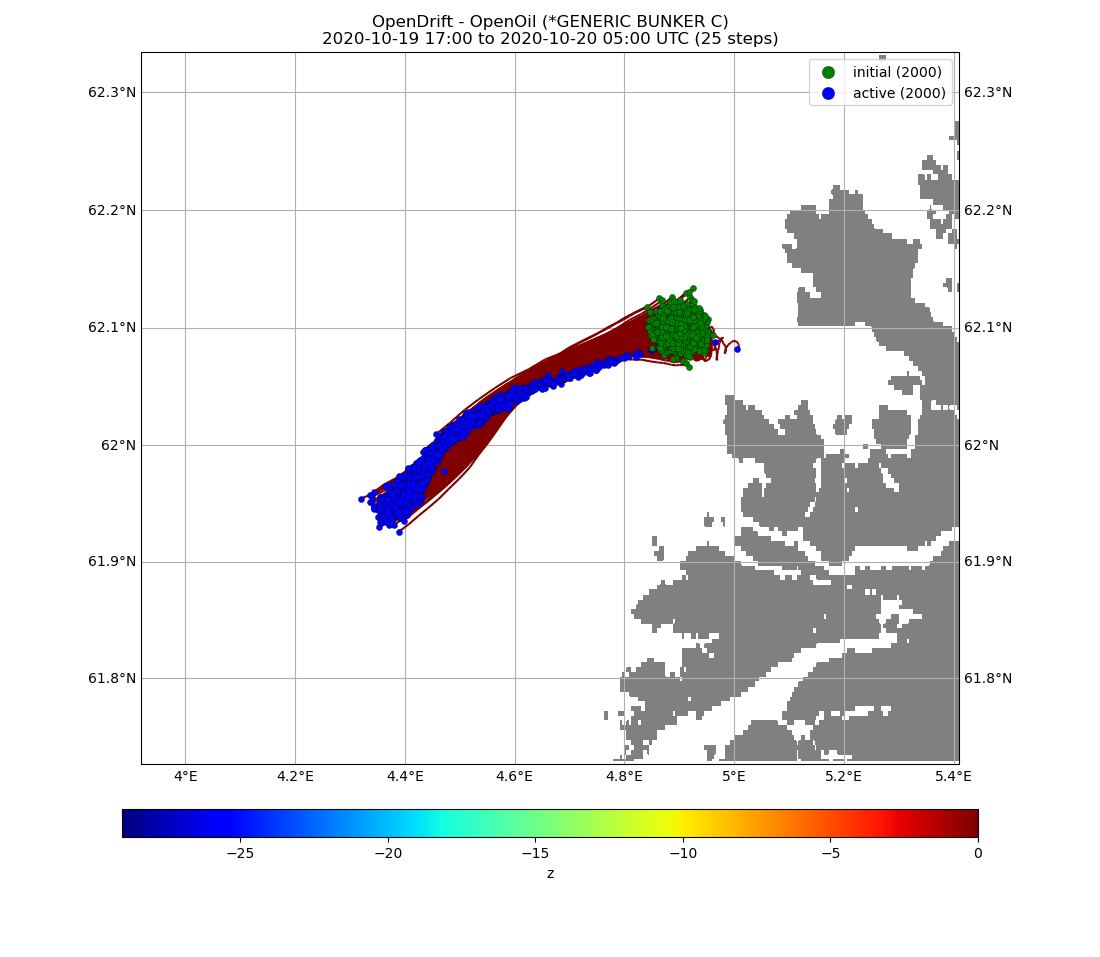 OpenDrift - OpenOil (*GENERIC BUNKER C)
2020-10-19 17:00 to 2020-10-20 05:00 UTC (25 steps)
initial (2000)
active (2000)
62.3°N 62.3°N
62.2°N 62.2°N
62.1°N 62.1°N
62°N 62°N
61.9°N 61.9°N
61.8°N 61.8°N
4°E 4.2°E 4.4°E 4.6°E 4.8°E 5°E 5.2°E 5.4°E
−25 −20 −15 −10 −5 0
z